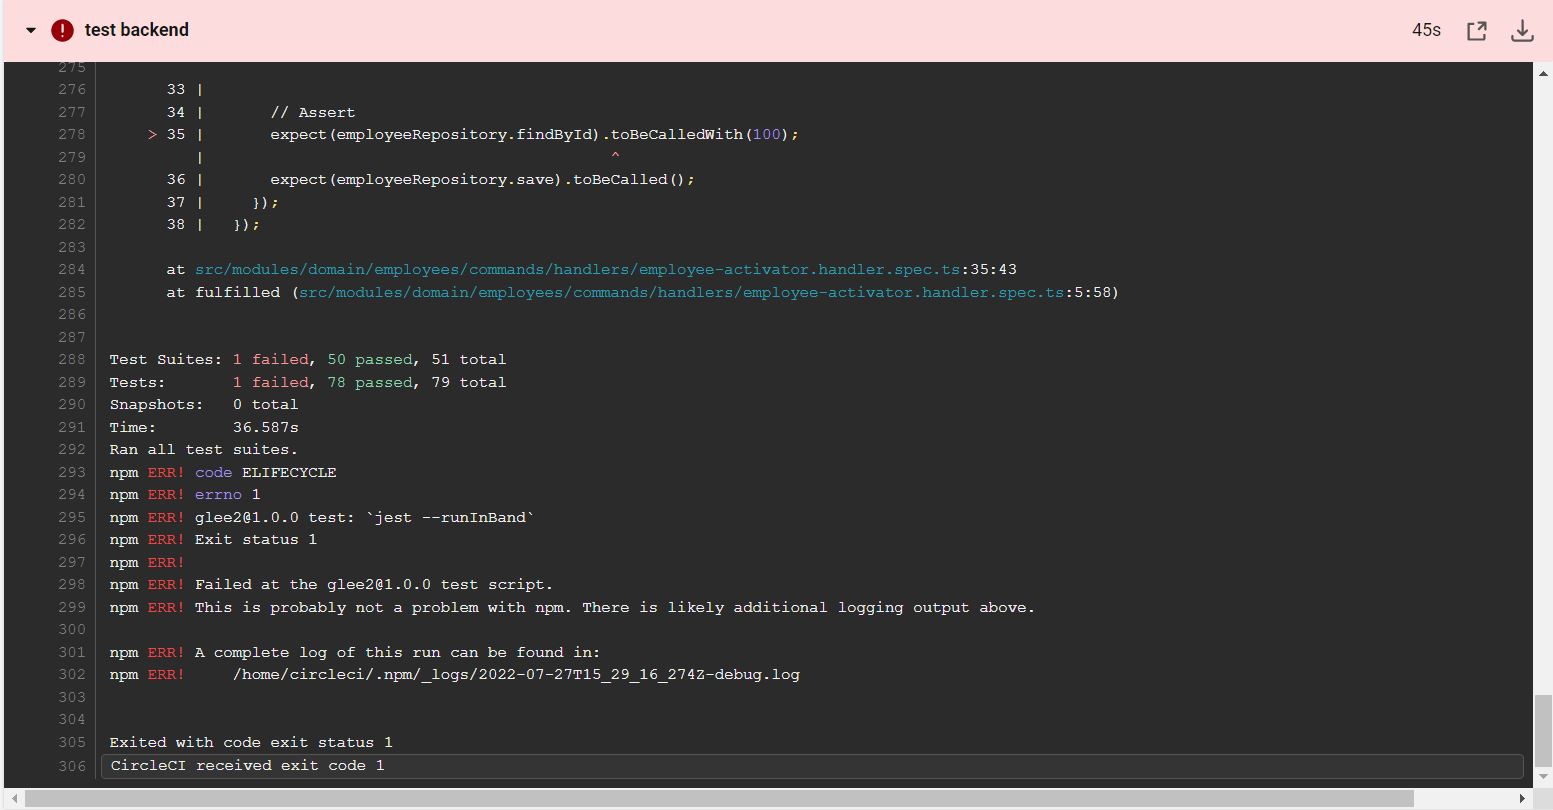 test backend 45s
275
276 33 |
277 34 | // Assert
278 > 35 | expect(employeeRepository.findById).toBeCalledWith(100);
279 | ^
280 36 | expect(employeeRepository.save).toBeCalled();
281 37 | });
282 38 | });
283
284 at src/modules/domain/employees/commands/handlers/employee-activator.handler.spec.ts:35:43
285 at fulfilled (src/modules/domain/employees/commands/handlers/employee-activator.handler.spec.ts:5:58)
286
287
288 Test Suites: 1 failed, 50 passed, 51 total
289 Tests: 1 failed, 78 passed, 79 total
290 Snapshots: 0 total
291 Time: 36.587s
292 Ran all test suites.
293 npm ERR! code ELIFECYCLE
294 npm ERR! errno 1
295 npm ERR! glee2@1.0.0 test: `jest --runInBand`
296 npm ERR! Exit status 1
297 npm ERR!
298 npm ERR! Failed at the glee2@1.0.0 test script.
299 npm ERR! This is probably not a problem with npm. There is likely additional logging output above.
300
301 npm ERR! A complete log of this run can be found in:
302 npm ERR! /home/circleci/.npm/_logs/2022-07-27T15_29_16_274Z-debug.log
303
304
305 Exited with code exit status 1
306 CircleCI received exit code 1